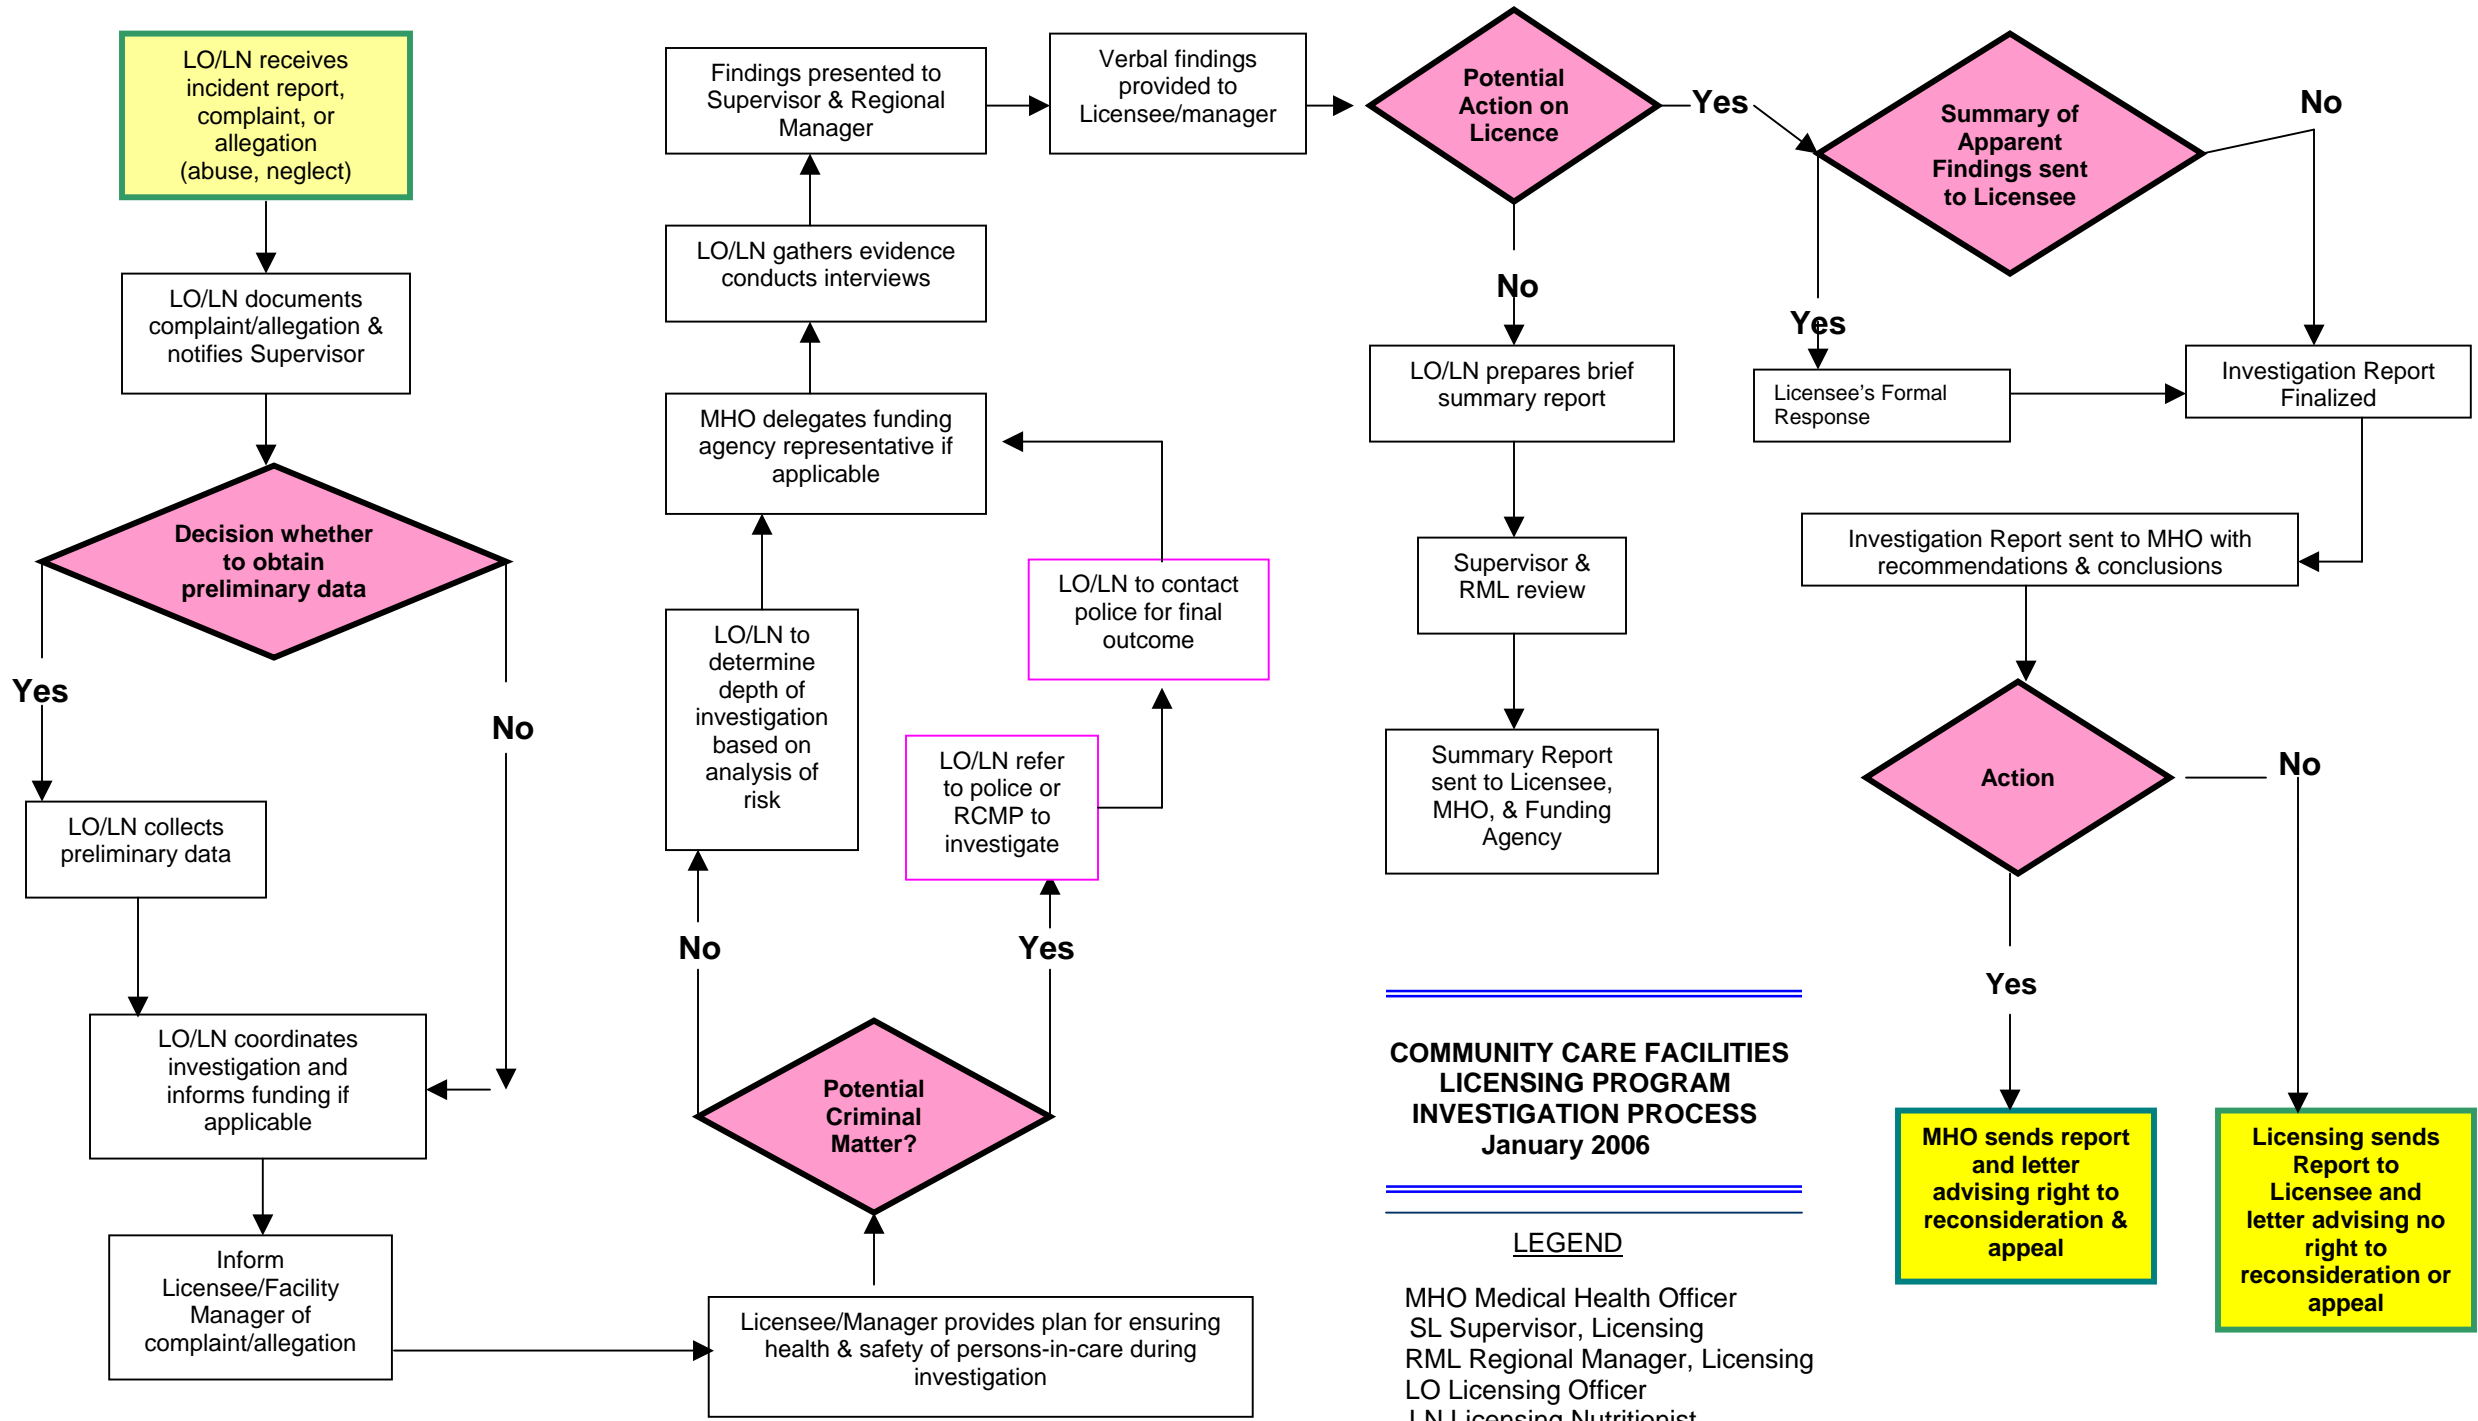 LO/LN receives
incident report,
complaint, or
allegation
(abuse, neglect)
LO/LN documents
complaint/allegation &
notifies Supervisor
Decision whether
to obtain
preliminary data
Yes
No
LO/LN collects
preliminary data
LO/LN coordinates
investigation and
informs funding if
applicable
Inform
Licensee/Facility
Manager of
complaint/allegation
Licensee/Manager provides plan for ensuring
health & safety of persons-in-care during
investigation
Potential
Criminal
Matter?
No
Yes
LO/LN to
determine
depth of
investigation
based on
analysis of
risk
LO/LN refer
to police or
RCMP to
investigate
LO/LN to contact
police for final
outcome
MHO delegates funding
agency representative if
applicable
LO/LN gathers evidence
conducts interviews
Findings presented to
Supervisor & Regional
Manager
Verbal findings
provided to
Licensee/manager
Potential
Action on
Licence
Yes
No
LO/LN prepares brief
summary report
Supervisor &
RML review
Summary Report
sent to Licensee,
MHO, & Funding
Agency
Summary of
Apparent
Findings sent
to Licensee
No
Yes
Licensee's Formal
Response
Investigation Report
Finalized
Investigation Report sent to MHO with
recommendations & conclusions
Action
No
Yes
MHO sends report
and letter
advising right to
reconsideration &
appeal
Licensing sends
Report to
Licensee and
letter advising no
right to
reconsideration or
appeal
COMMUNITY CARE FACILITIES
LICENSING PROGRAM
INVESTIGATION PROCESS
January 2006
LEGEND
MHO Medical Health Officer
SL Supervisor, Licensing
RML Regional Manager, Licensing
LO Licensing Officer
LN Licensing Nutritionist